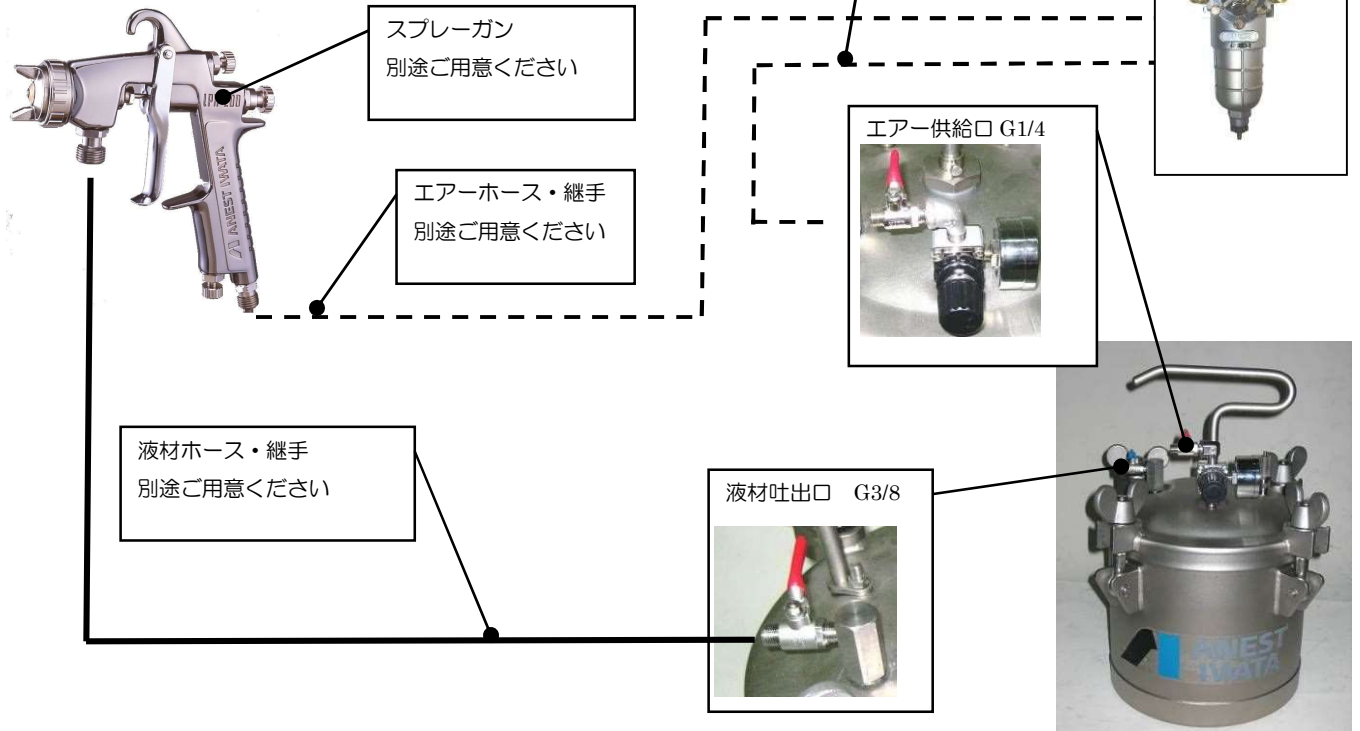 スプレーガン
別途ご用意ください
エアー供給口 G1/4
エアーホース・継手
別途ご用意ください
液材ホース・継手
別途ご用意ください
液材吐出口 G3/8
ANEST IWATA
ANEST
IWATA